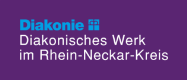 Diakonie
Diakonisches Werk
im Rhein-Neckar-Kreis